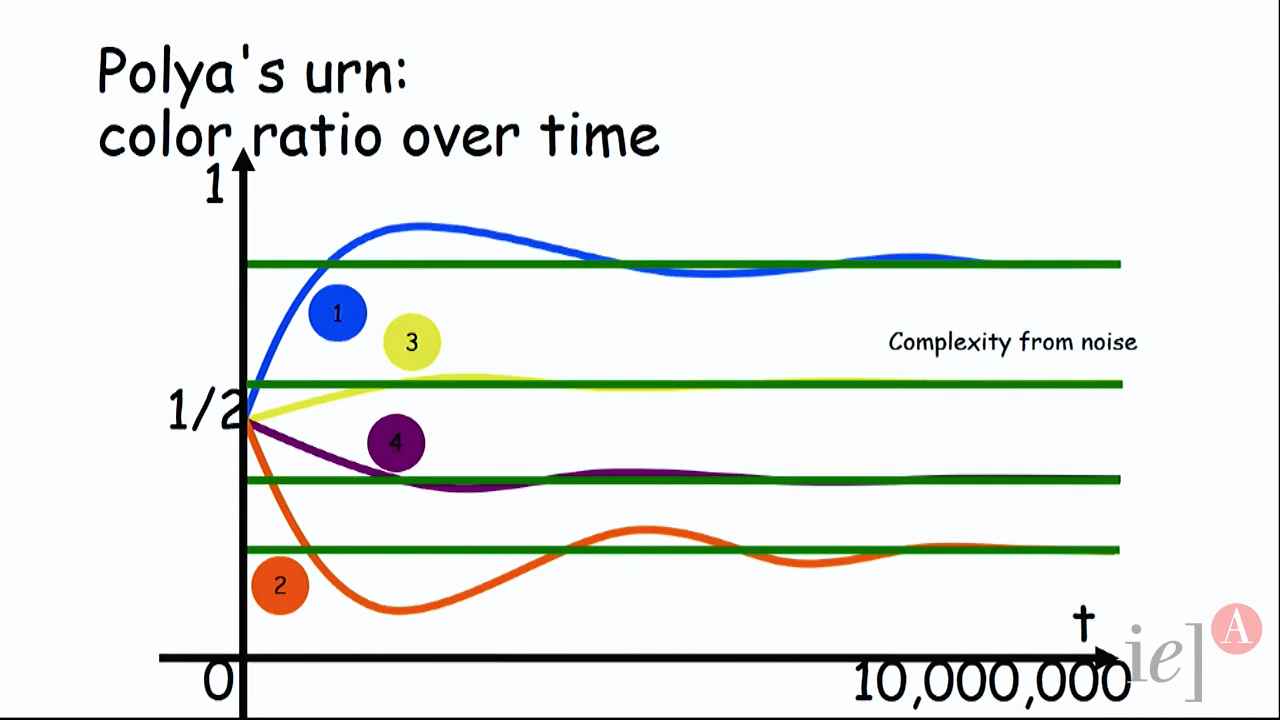 Polya's urn:
color ratio over time
1
1
3
Complexity from noise
1/2
4
2
t
0
10,000,000
ie]
A